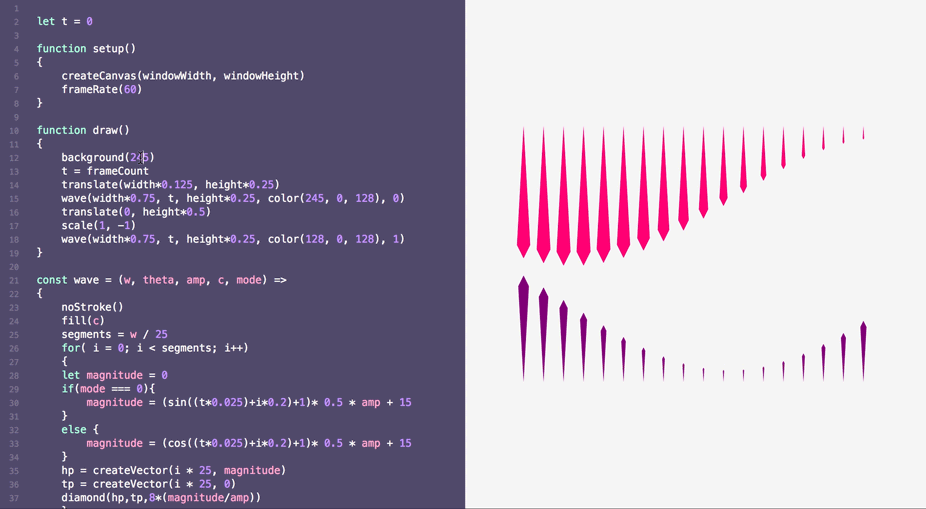 1
2 let t = 0
3
4 function setup()
5 {
6 createCanvas(windowWidth, windowHeight)
7 frameRate(60)
8 }
9
10 function draw()
11 {
12 background(245)
13 t = frameCount
14 translate(width*0.125, height*0.25)
15 wave(width*0.75, t, height*0.25, color(245, 0, 128), 0)
16 translate(0, height*0.5)
17 scale(1, -1)
18 wave(width*0.75, t, height*0.25, color(128, 0, 128), 1)
19 }
20
21 const wave = (w, theta, amp, c, mode) =>
22 {
23 noStroke()
24 fill(c)
25 segments = w / 25
26 for( i = 0; i < segments; i++)
27 {
28 let magnitude = 0
29 if(mode === 0){
30 magnitude = (sin((t*0.025)+i*0.2)+1)* 0.5 * amp + 15
31 }
32 else {
33 magnitude = (cos((t*0.025)+i*0.2)+1)* 0.5 * amp + 15
34 }
35 hp = createVector(i * 25, magnitude)
36 tp = createVector(i * 25, 0)
37 diamond(hp,tp,8*(magnitude/amp))